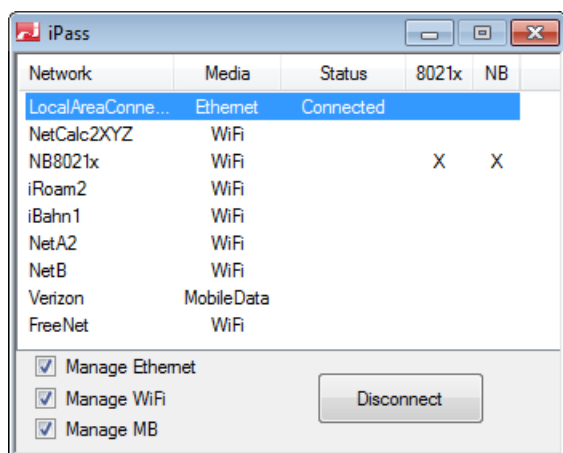 iPass
Network Media Status 8021x NB
LocalAreaConne... Ethernet Connected
NetCalc2XYZ WiFi
NB8021x WiFi X X
iRoam2 WiFi
iBahn1 WiFi
NetA2 WiFi
NetB WiFi
Verizon MobileData
FreeNet WiFi
Manage Ethernet
Manage WiFi
Disconnect
Manage MB